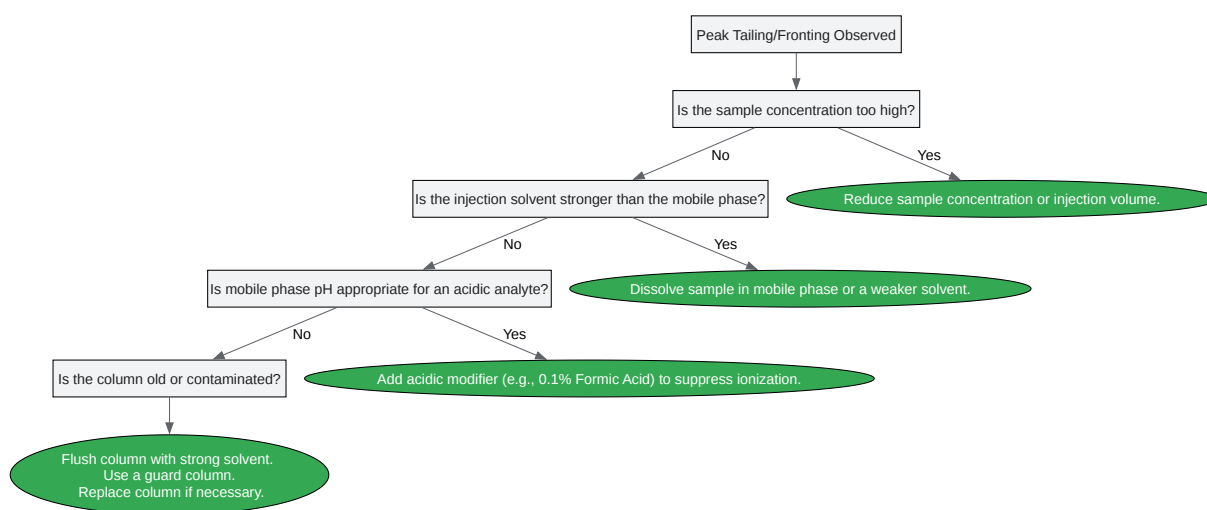 Peak Tailing/Fronting Observed
Is the sample concentration too high?
No
Yes
Is the injection solvent stronger than the mobile phase?
Reduce sample concentration or injection volume.
No
Yes
Is mobile phase pH appropriate for an acidic analyte?
Dissolve sample in mobile phase or a weaker solvent.
No
Yes
Is the column old or contaminated?
Add acidic modifier (e.g., 0.1% Formic Acid) to suppress ionization.
Flush column with strong solvent.
Use a guard column.
Replace column if necessary.